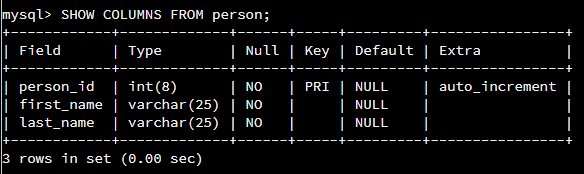 mysql> SHOW COLUMNS FROM person;
+------------+-------------+------+-----+---------+----------------+
| Field      | Type        | Null | Key | Default | Extra          |
+------------+-------------+------+-----+---------+----------------+
| person_id  | int(8)      | NO   | PRI | NULL    | auto_increment |
| first_name | varchar(25) | NO   |     | NULL    |                |
| last_name  | varchar(25) | NO   |     | NULL    |                |
+------------+-------------+------+-----+---------+----------------+
3 rows in set (0.00 sec)